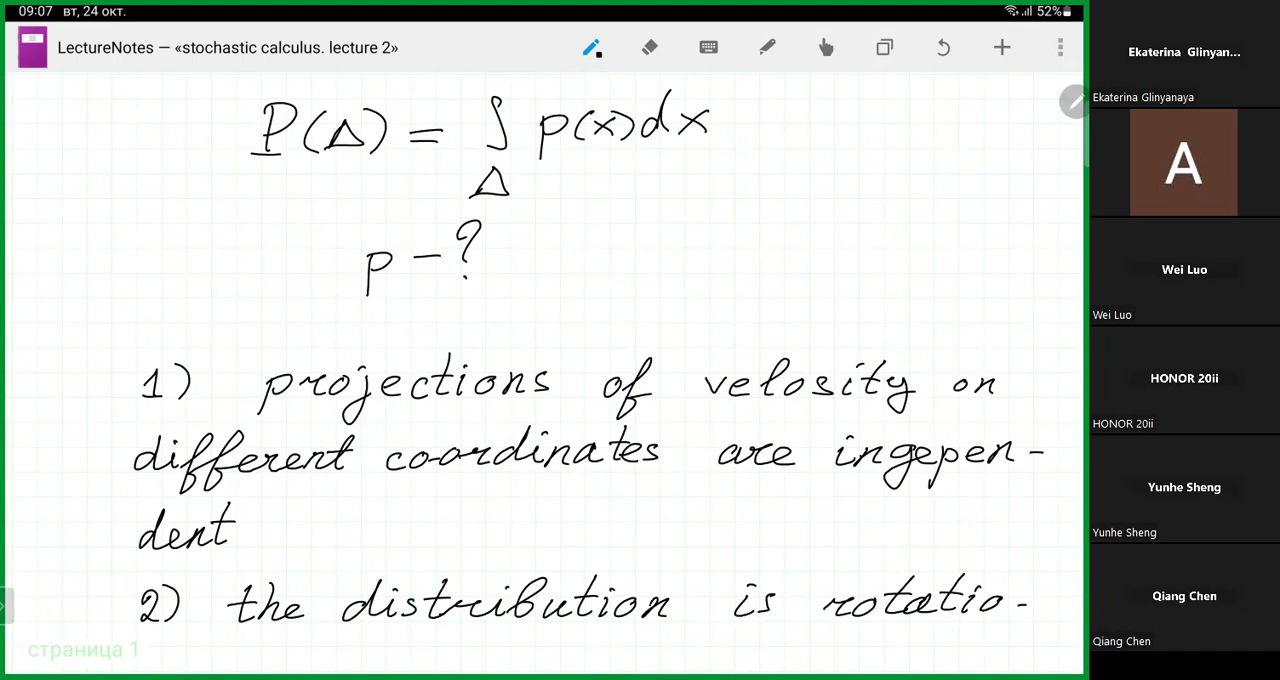 09:07 вт, 24 окт.
52%
LectureNotes — «stochastic calculus. lecture 2»
P(Δ) = ∫ p(x)dx
Δ
p - ?
1) projections of velosity on
different coordinates are ingepen-
dent
2) the distribution is rotatio-
страница 1
Ekaterina Glinyan...
Ekaterina Glinyanaya
A
Wei Luo
Wei Luo
HONOR 20ii
HONOR 20ii
Yunhe Sheng
Yunhe Sheng
Qiang Chen
Qiang Chen